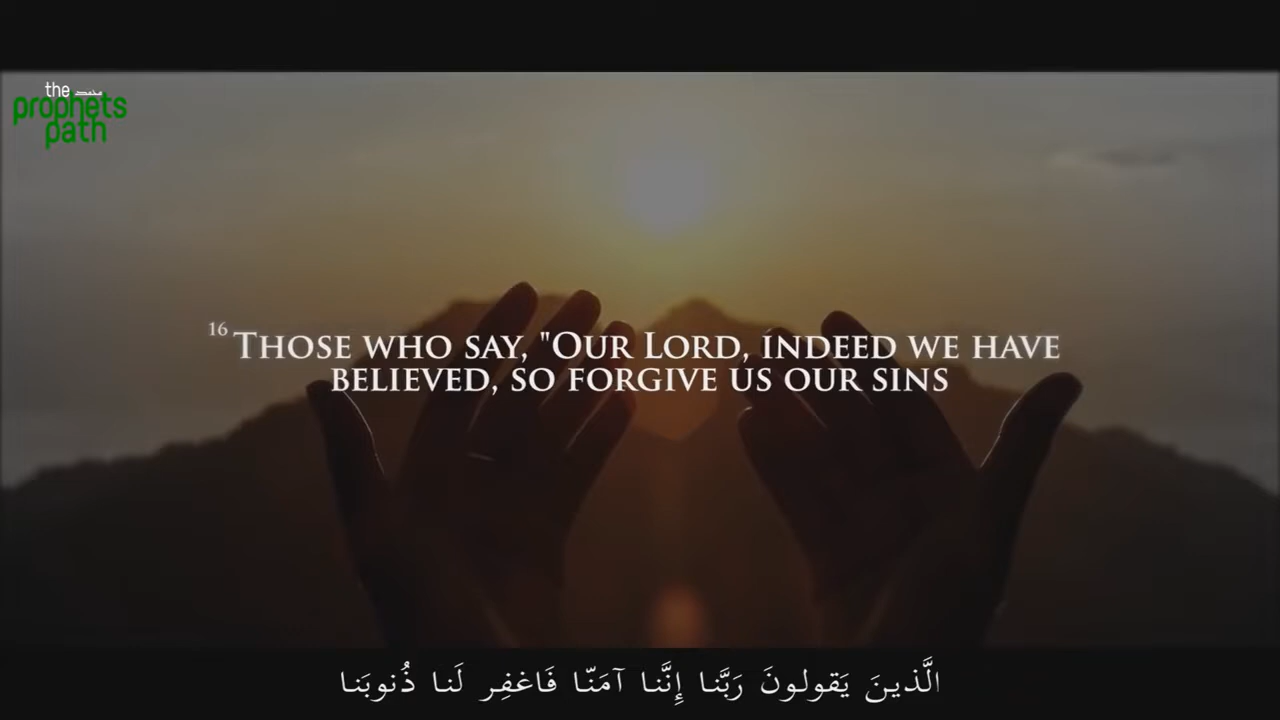 the
prophets
path
16 THOSE WHO SAY, "OUR LORD, INDEED WE HAVE
BELIEVED, SO FORGIVE US OUR SINS
الَّذينَ يَقولونَ رَبَّنا إِنَّنا آمَنّا فَاغفِر لَنا ذُنوبَنا